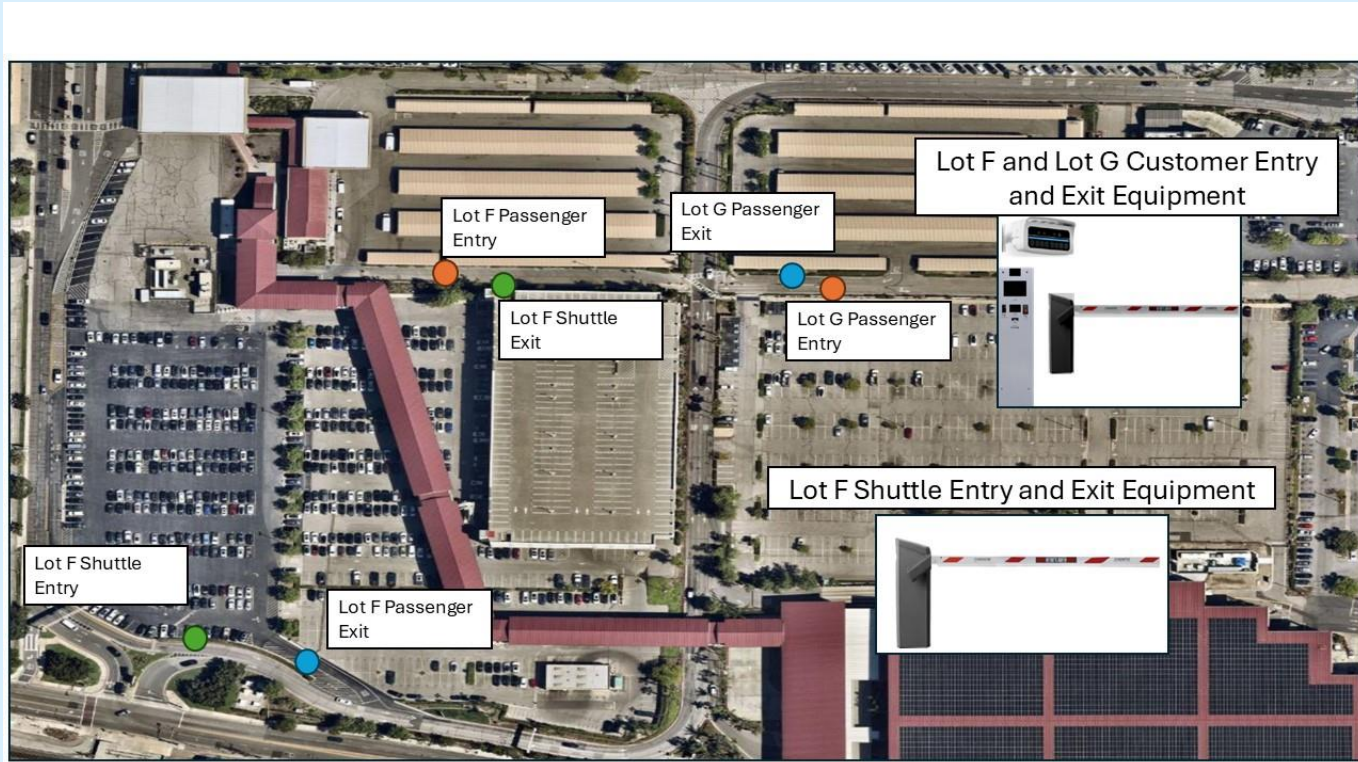 Lot F and Lot G Customer Entry
and Exit Equipment
Lot F Passenger
Entry
Lot G Passenger
Exit
Lot F Shuttle
Exit
Lot G Passenger
Entry
Lot F Shuttle Entry and Exit Equipment
Lot F Shuttle
Entry
Lot F Passenger
Exit